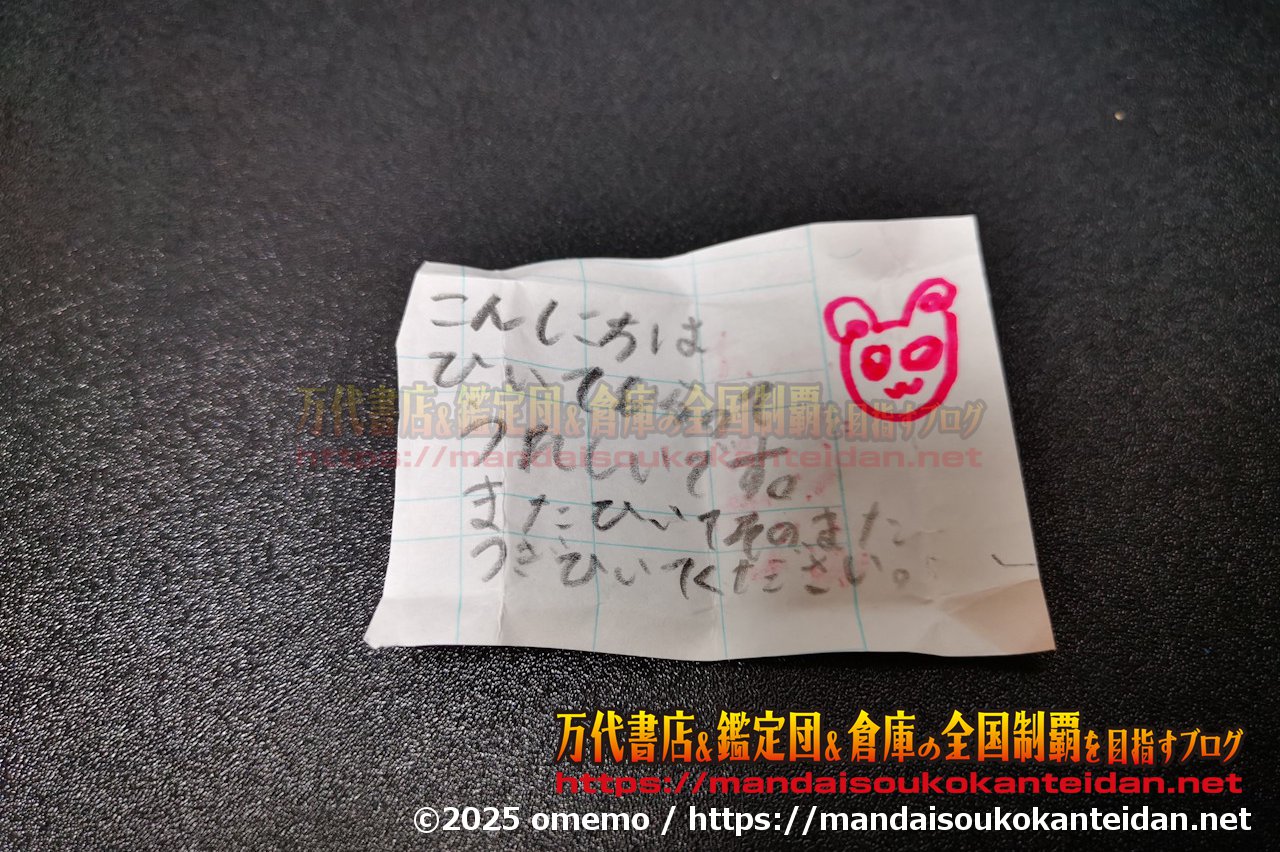 こんにちは
ひいてもらって
うれしいです。
またひいてそのまた
つぎひいてください。
万代書店&鑑定団&倉庫の全国制覇を目指すブログ
https://mandaisoukokanteidan.net
万代書店&鑑定団&倉庫の全国制覇を目指すブログ
https://mandaisoukokanteidan.net
©2025 omemo / https://mandaisoukokanteidan.net